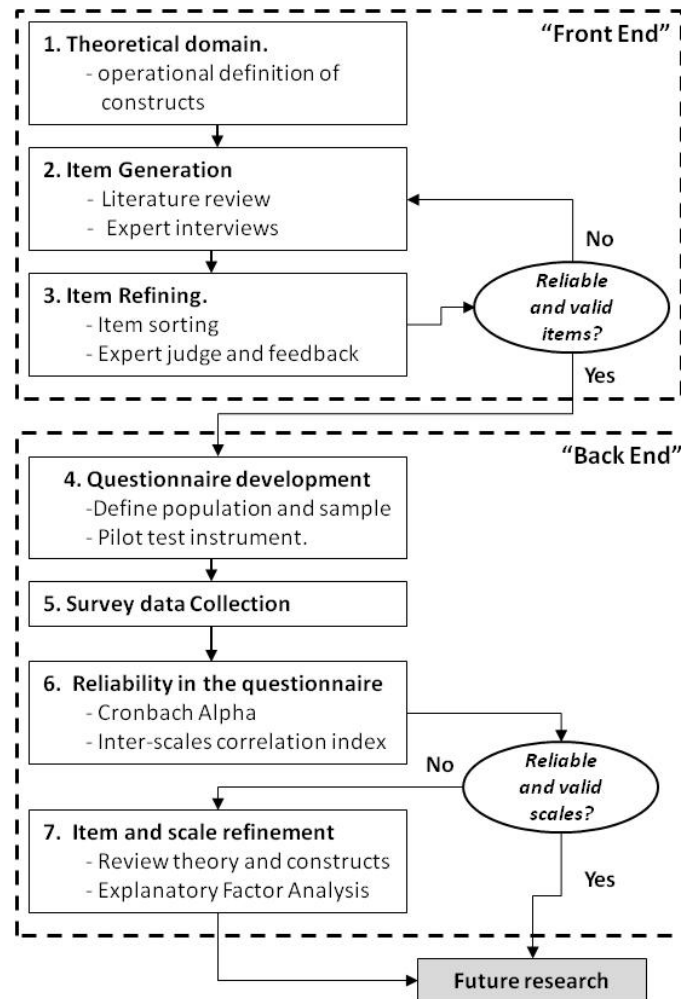 "Front End"
1. Theoretical domain.
- operational definition of
constructs
2. Item Generation
- Literature review
- Expert interviews
No
3. Item Refining.
- Item sorting
- Expert judge and feedback
Reliable
and valid
items?
Yes
"Back End"
4. Questionnaire development
-Define population and sample
- Pilot test instrument.
5. Survey data Collection
6. Reliability in the questionnaire
- Cronbach Alpha
- Inter-scales correlation index
No
Reliable
and valid
scales?
7. Item and scale refinement
- Review theory and constructs
- Explanatory Factor Analysis
Yes
Future research